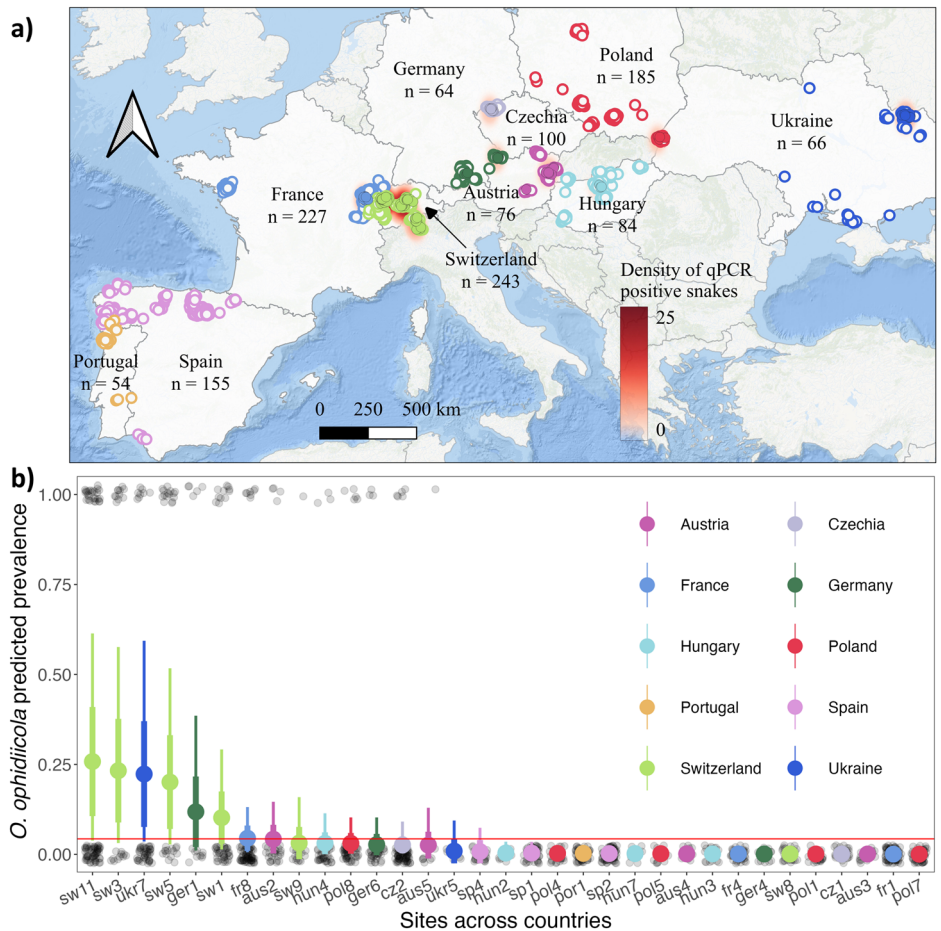 a)
Germany
n = 64
Poland
n = 185
Czechia
n = 100
Ukraine
n = 66
France
n = 227
Austria
n = 76
Hungary
n = 84
Switzerland
n = 243
Density of qPCR
positive snakes
25
0
Portugal
n = 54
Spain
n = 155
0 250 500 km
b)
O. ophidiicola predicted prevalence
1.00
0.75
0.50
0.25
0.00
Austria
Czechia
France
Germany
Hungary
Poland
Portugal
Spain
Switzerland
Ukraine
sw11 sw3 ukr7 sw5 ger1 sw1 fr8 aus2 sw9 hun4 pol8 ger6 cz2 aus5 ukr5 sp4 hun2 sp1 pol4 por1 sp2 hun7 pol5 aus4 hun3 fr4 ger4 sw8 pol1 cz1 aus3 fr1 pol7
Sites across countries